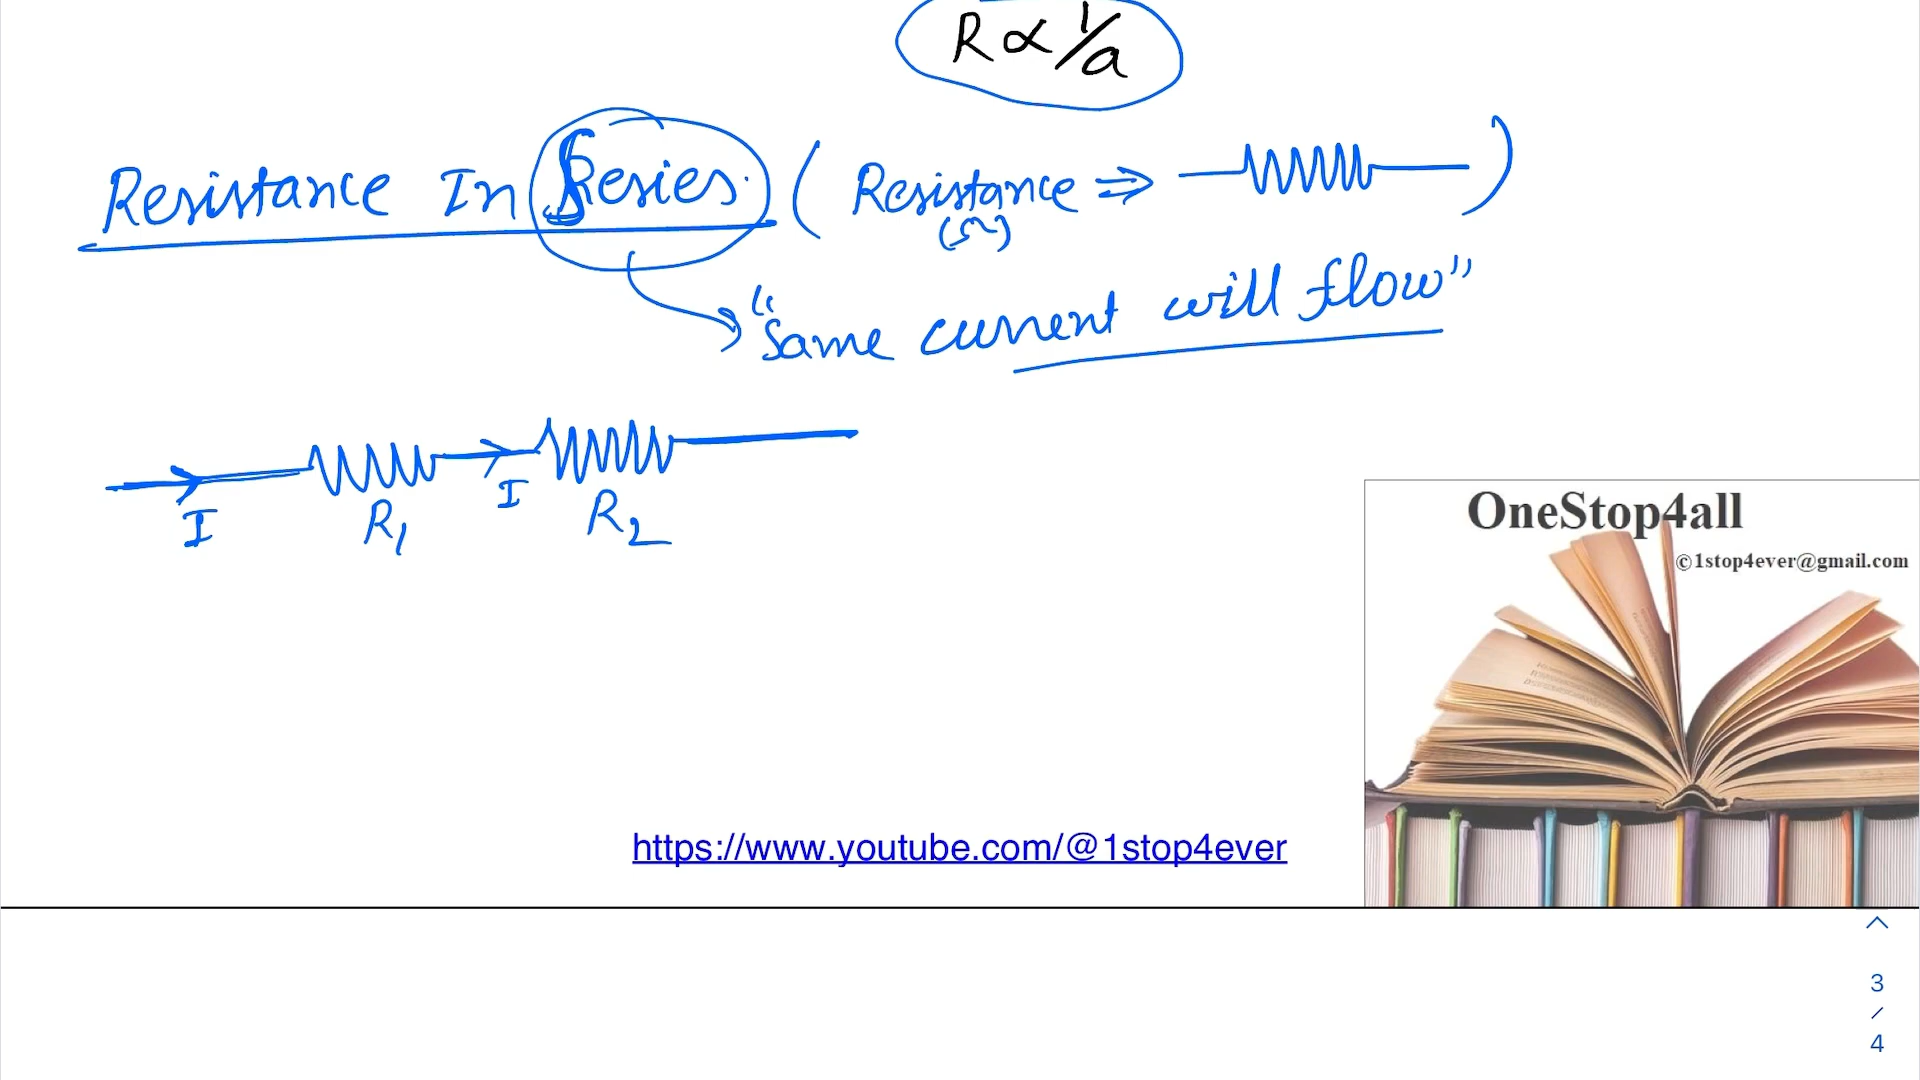 R ∝ 1/a
Resistance In Series. ( Resistance ⇒ )
(Ω)
"Same current will flow"
I R1 I R2
OneStop4all
©1stop4ever@gmail.com
https://www.youtube.com/@1stop4ever
3
/
4